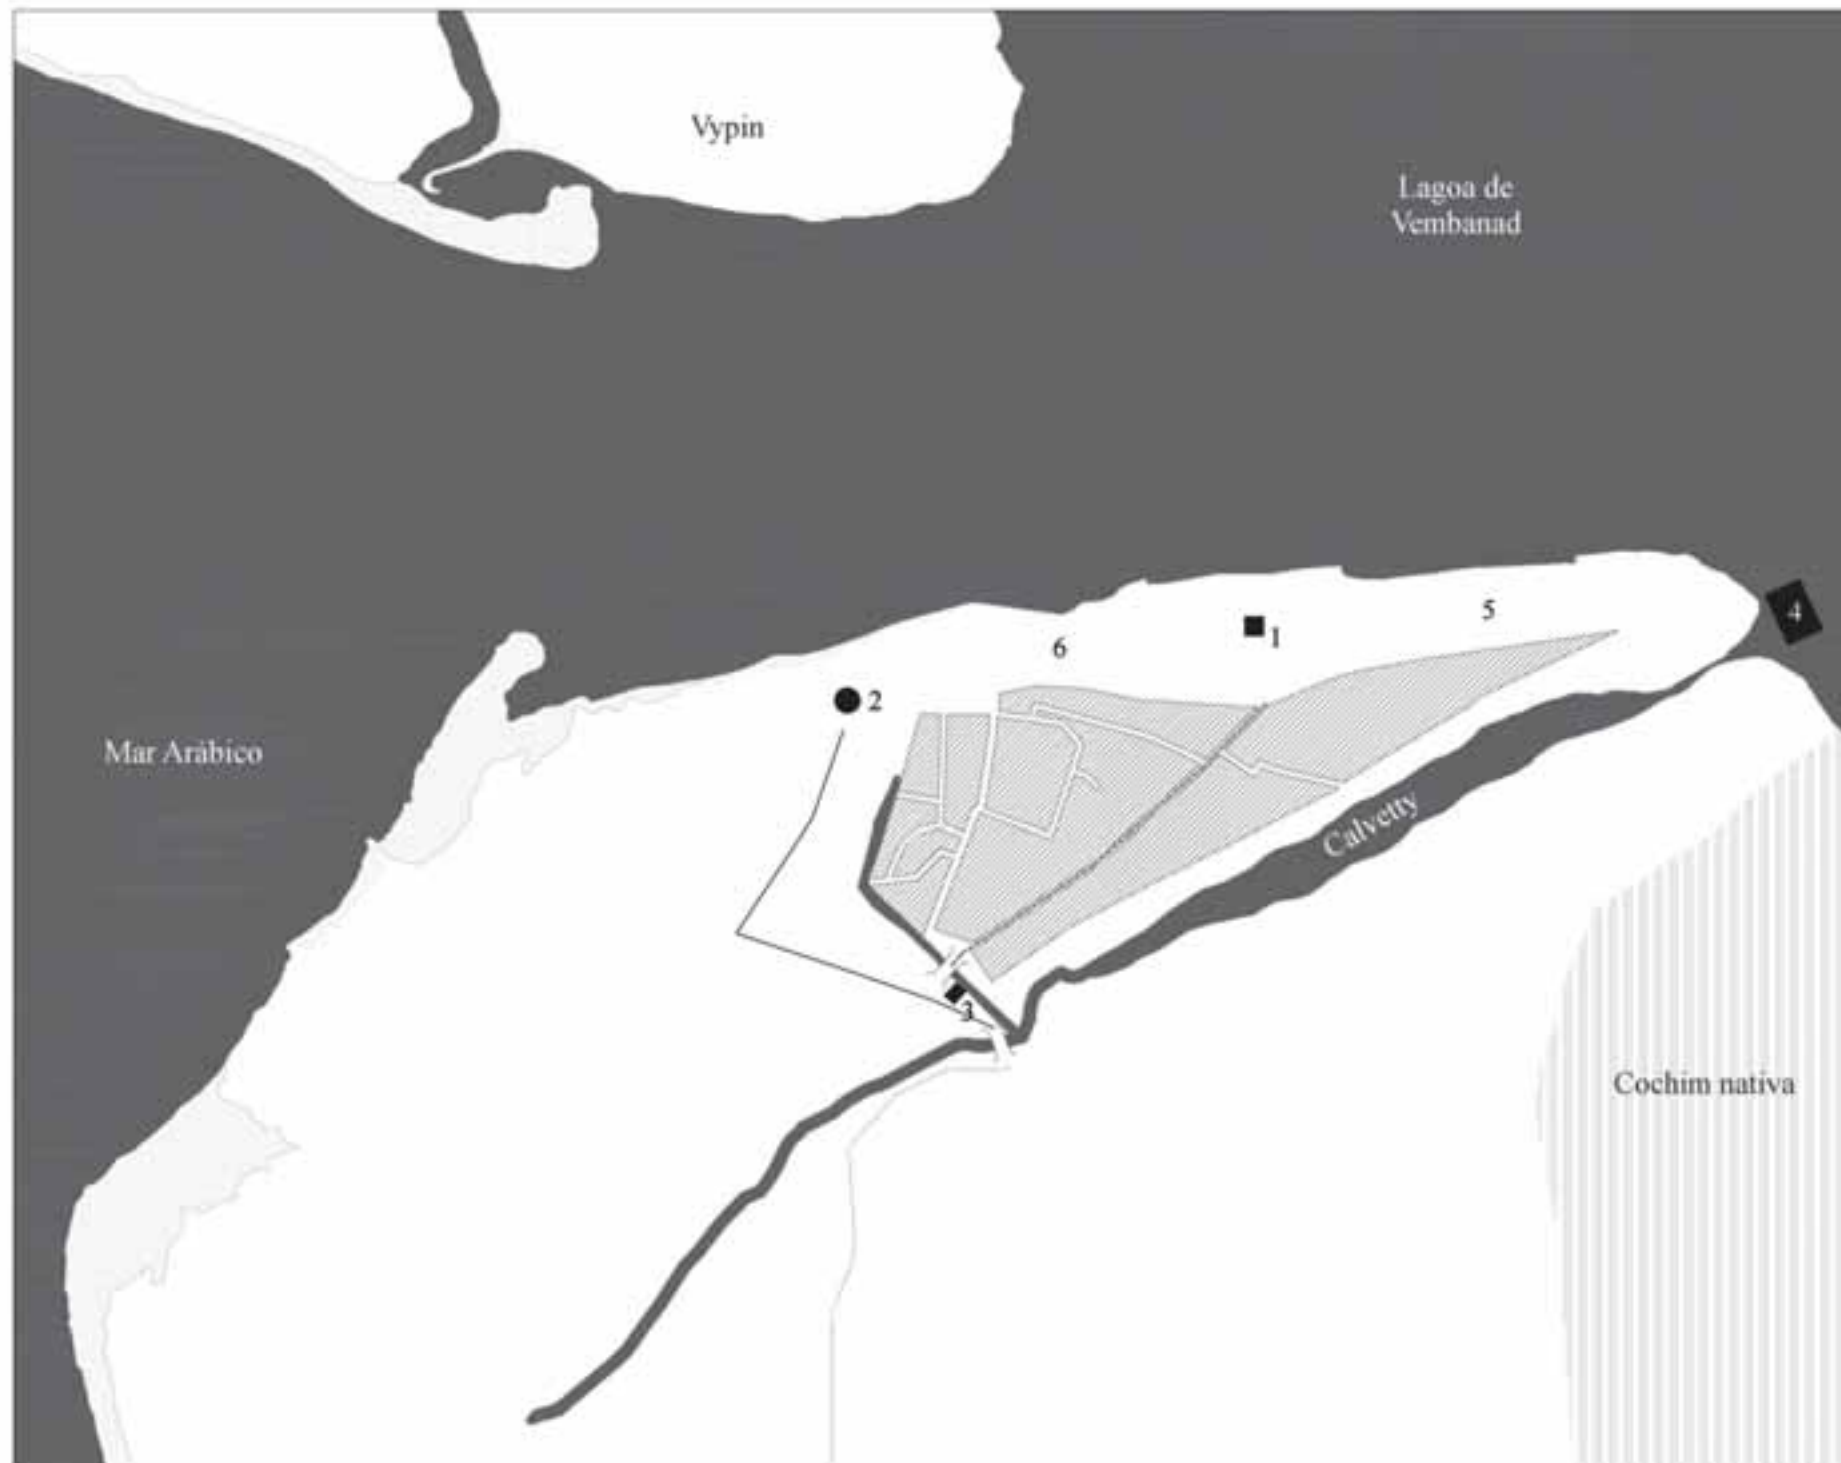 Vypin
Lagoa de
Vembanad
Mar Arábico
1
2
3
4
5
6
Calvetty
Cochim nativa